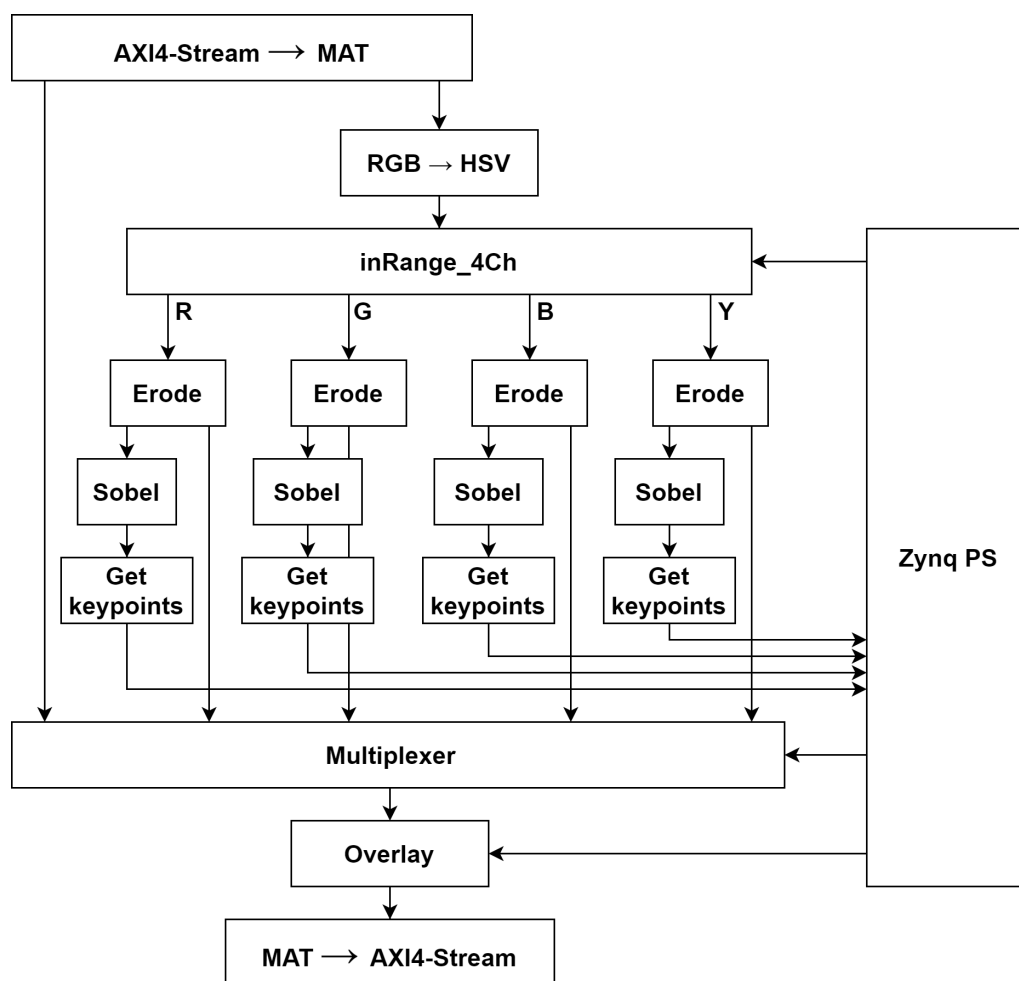 AXI4-Stream → MAT
RGB → HSV
inRange_4Ch
R
G
B
Y
Erode
Erode
Erode
Erode
Sobel
Sobel
Sobel
Sobel
Get
keypoints
Get
keypoints
Get
keypoints
Get
keypoints
Zynq PS
Multiplexer
Overlay
MAT → AXI4-Stream